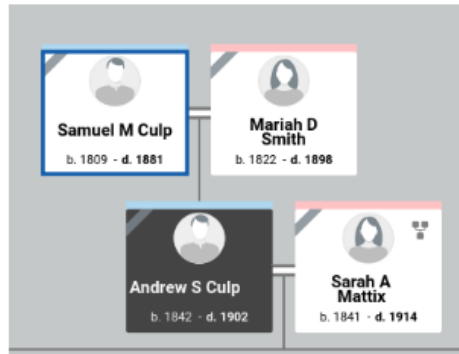 Samuel M Culp
b. 1809 - d. 1881
Mariah D
Smith
b. 1822 - d. 1898
Andrew S Culp
b. 1842 - d. 1902
Sarah A
Mattix
b. 1841 - d. 1914